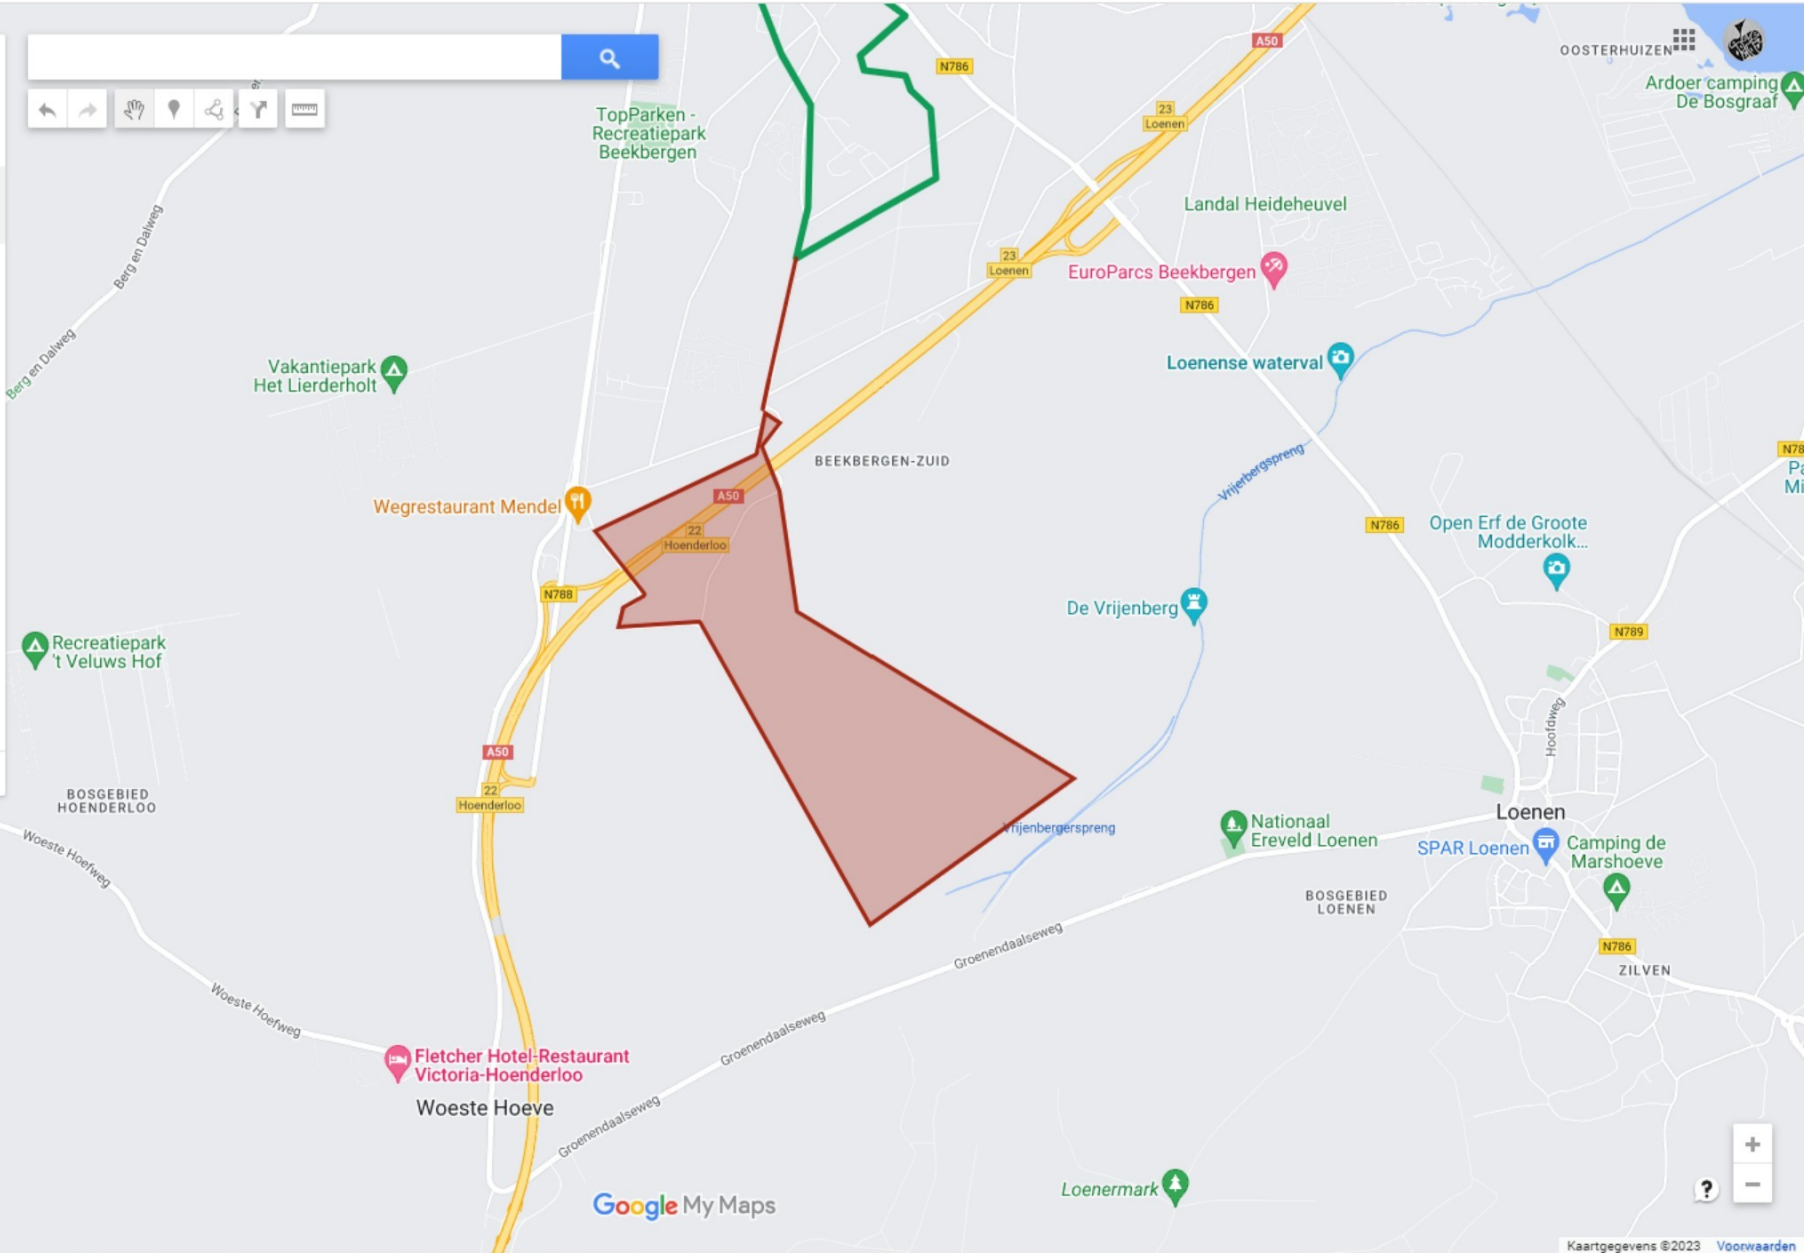 OOSTERHUIZEN
A50
N786
Ardoer camping
De Bosgraaf
TopParken -
Recreatiepark
Beekbergen
23
Loenen
Berg en Dalweg
Landal Heideheuvel
23
Loenen
EuroParcs Beekbergen
N786
Berg en Dalweg
Vakantiepark
Het Lierderholt
Loenense waterval
BEEKBERGEN-ZUID
N78
Pa
Mi
Vrijenbergspreng
A50
Wegrestaurant Mendel
22
Hoenderloo
N786
Open Erf de Groote
Modderkolk...
N788
De Vrijenberg
N789
Recreatiepark
't Veluws Hof
Hoofdweg
A50
22
Hoenderloo
BOSGEBIED
HOENDERLOO
Vrijenbergerspreng
Nationaal
Ereveld Loenen
Loenen
SPAR Loenen
Camping de
Marshoeve
Woeste Hoefweg
BOSGEBIED
LOENEN
Groenendaalseweg
N786
ZILVEN
Woeste Hoefweg
Groenendaalseweg
Fletcher Hotel-Restaurant
Victoria-Hoenderloo
Woeste Hoeve
Groenendaalseweg
Loenermark
Google My Maps
+
−
?
Kaartgegevens ©2023 Voorwaarden